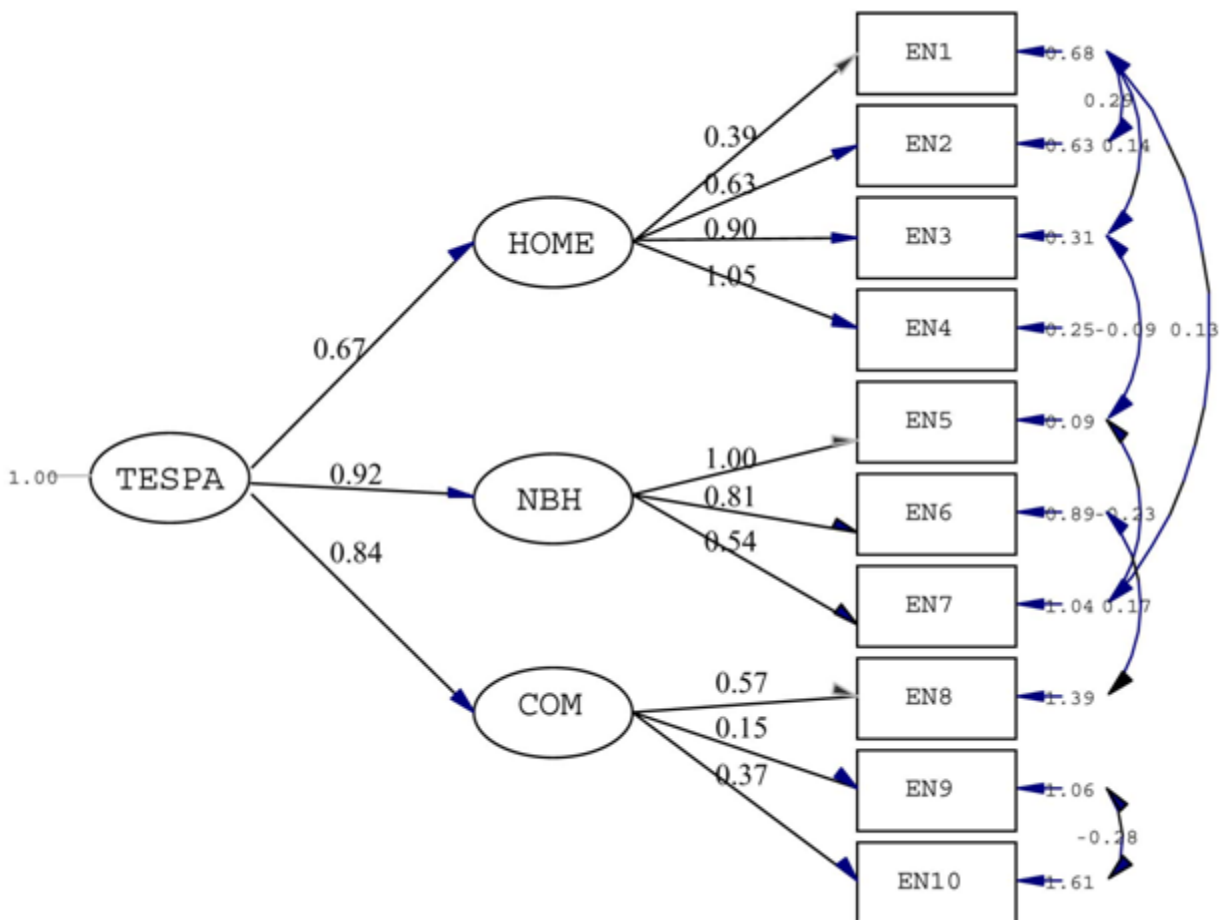 EN1 0.68
0.29
0.39
EN2 0.63 0.14
0.63
0.90
HOME EN3 0.31
1.05
EN4 0.25 -0.09 0.13
0.67
EN5 0.09
1.00
1.00 TESPA 0.92 NBH
0.81
EN6 0.89 -0.23
0.54
0.84
EN7 1.04 0.17
0.57
COM EN8 1.39
0.15
0.37
EN9 1.06
-0.28
EN10 1.61